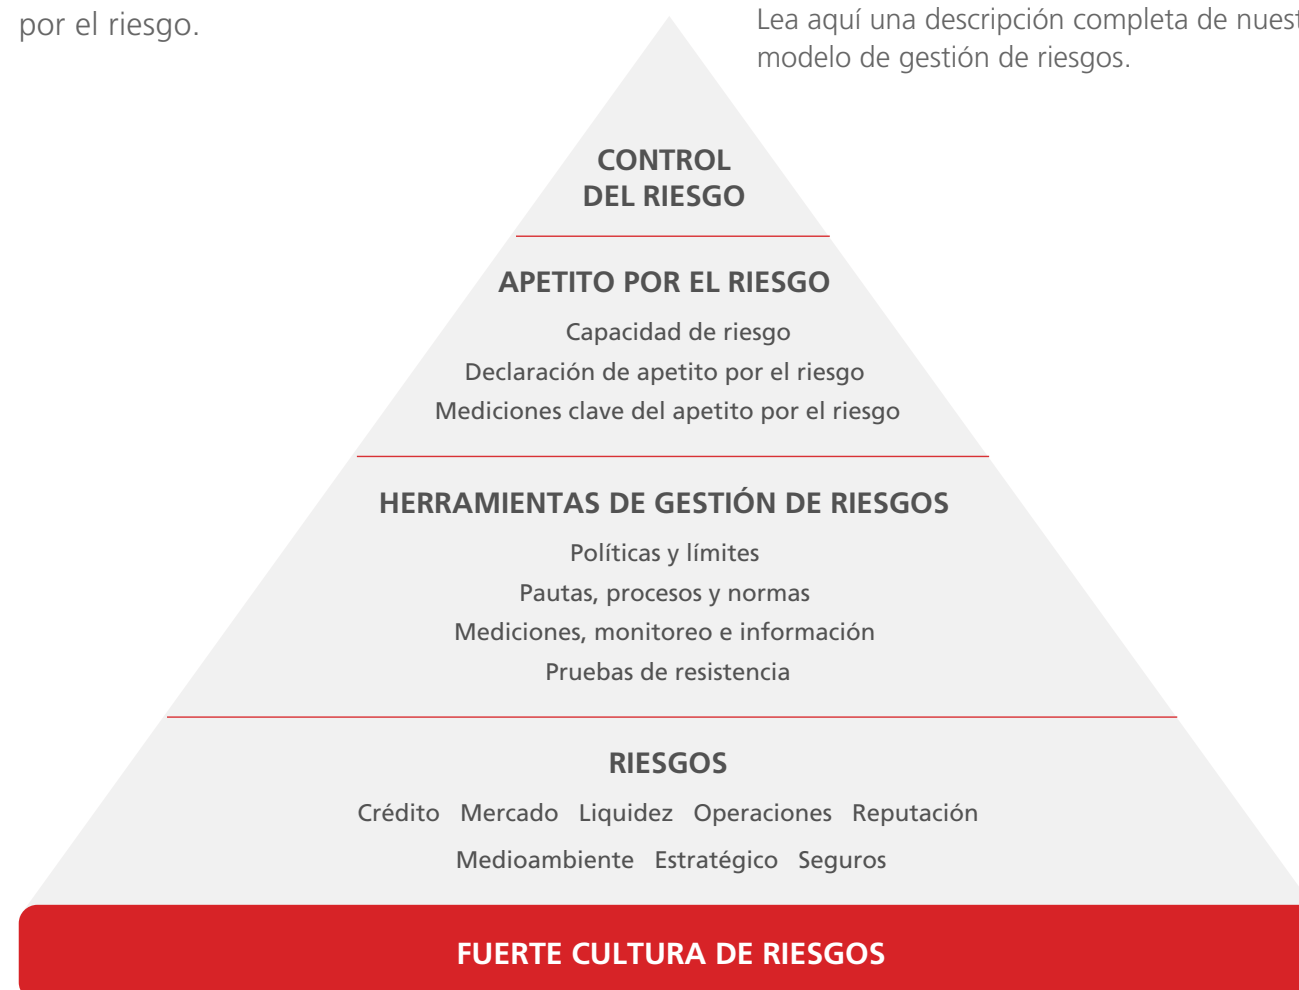 por el riesgo.
Lea aquí una descripción completa de
modelo de gestión de riesgos.
CONTROL
DEL RIESGO
APETITO POR EL RIESGO
Capacidad de riesgo
Declaración de apetito por el riesgo
Mediciones clave del apetito por el riesgo
HERRAMIENTAS DE GESTIÓN DE RIESGOS
Políticas y límites
Pautas, procesos y normas
Mediciones, monitoreo e información
Pruebas de resistencia
RIESGOS
Crédito Mercado Liquidez Operaciones Reputación
Medioambiente Estratégico Seguros
FUERTE CULTURA DE RIESGOS